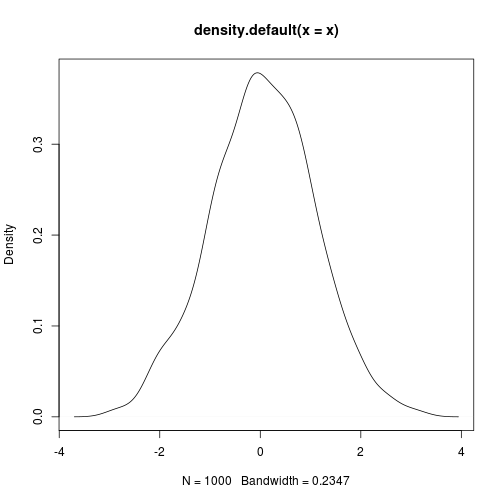 density.default(x = x)
Density
0.3
0.2
0.1
0.0
-4 -2 0 2 4
N = 1000 Bandwidth = 0.2347